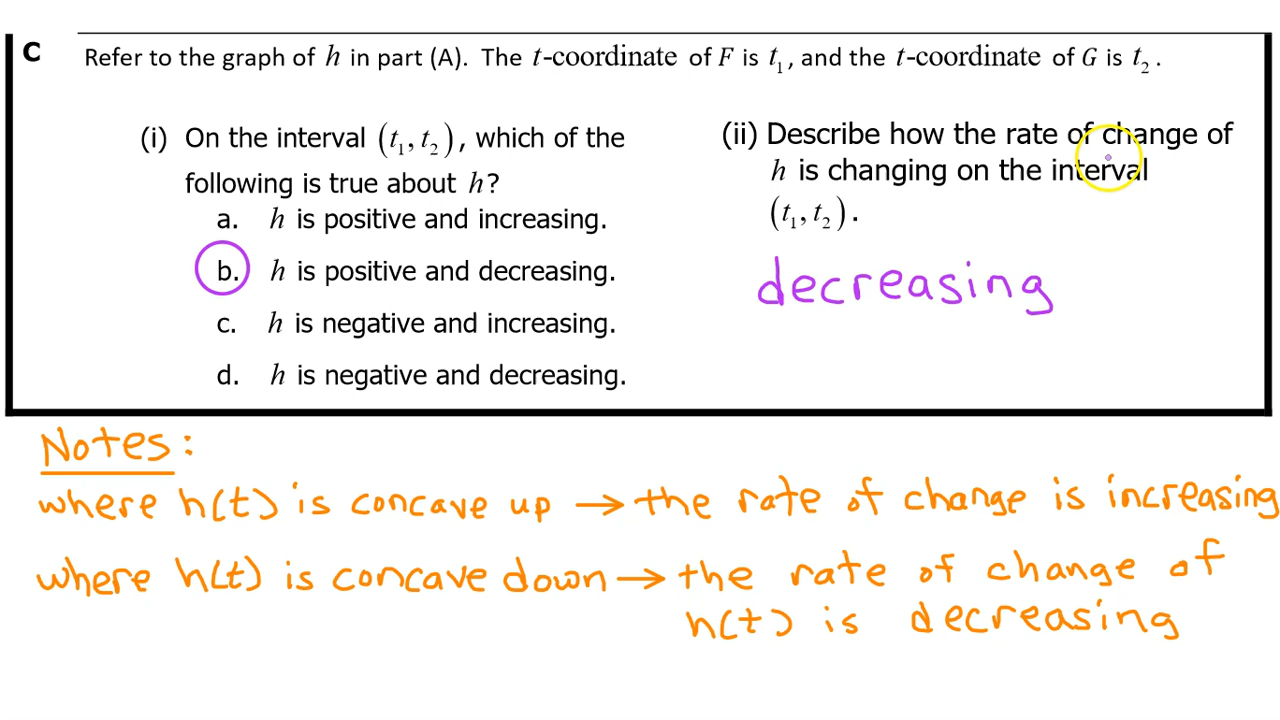 C
Refer to the graph of h in part (A). The t-coordinate of F is t₁, and the t-coordinate of G is t₂.
(i) On the interval (t₁, t₂), which of the
following is true about h?
a. h is positive and increasing.
b. h is positive and decreasing.
c. h is negative and increasing.
d. h is negative and decreasing.
(ii) Describe how the rate of change of
h is changing on the interval
(t₁, t₂).
decreasing
Notes:
where h(t) is concave up → the rate of change is increasing
where h(t) is concave down → the rate of change of
h(t) is decreasing